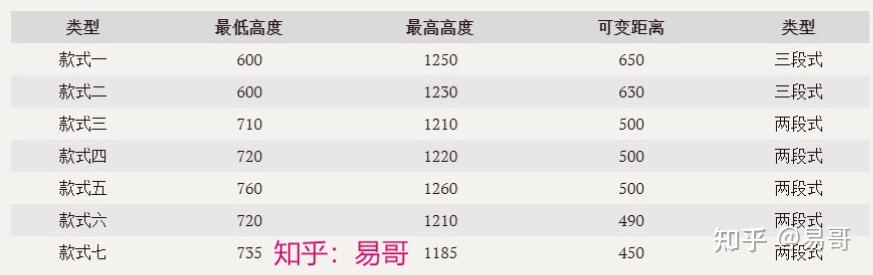 类型 最低高度 最高高度 可变距离 类型
款式一 600 1250 650 三段式
款式二 600 1230 630 三段式
款式三 710 1210 500 两段式
款式四 720 1220 500 两段式
款式五 760 1260 500 两段式
款式六 720 1210 490 两段式
款式七 735 知乎：易哥 1185 450 两段式
知乎 @易哥